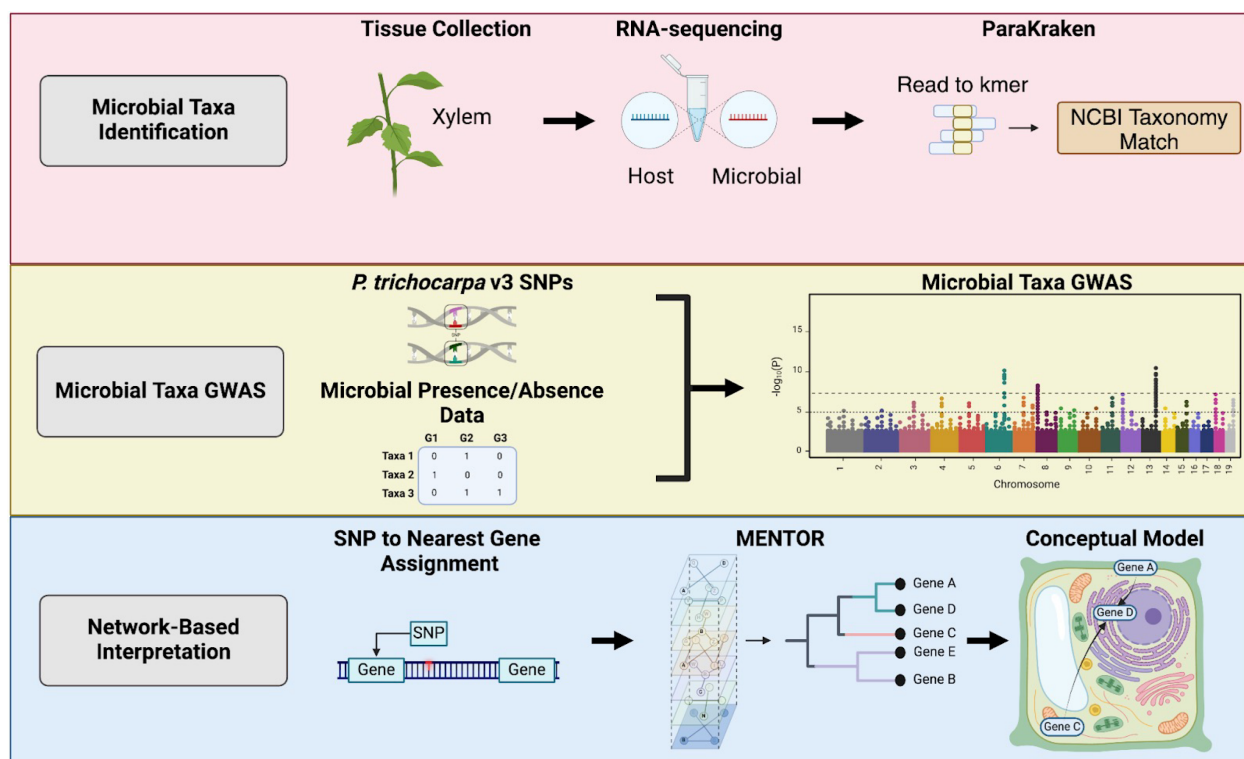 Tissue Collection
RNA-sequencing
ParaKraken
Microbial Taxa
Identification
Xylem
Host
Microbial
Read to kmer
NCBI Taxonomy
Match
P. trichocarpa v3 SNPs
SNP
Microbial Presence/Absence
Data
G1 G2 G3
Taxa 1 0 1 0
Taxa 2 1 0 0
Taxa 3 0 1 1
Microbial Taxa GWAS
Microbial Taxa GWAS
-log10(P)
15
10
5
0
1 2 3 4 5 6 7 8 9 10 11 12 13 14 15 16 17 18 19
Chromosome
SNP to Nearest Gene
Assignment
MENTOR
Conceptual Model
Network-Based
Interpretation
SNP
Gene
Gene
Gene A
Gene D
Gene C
Gene E
Gene B
Gene A
Gene D
Gene C